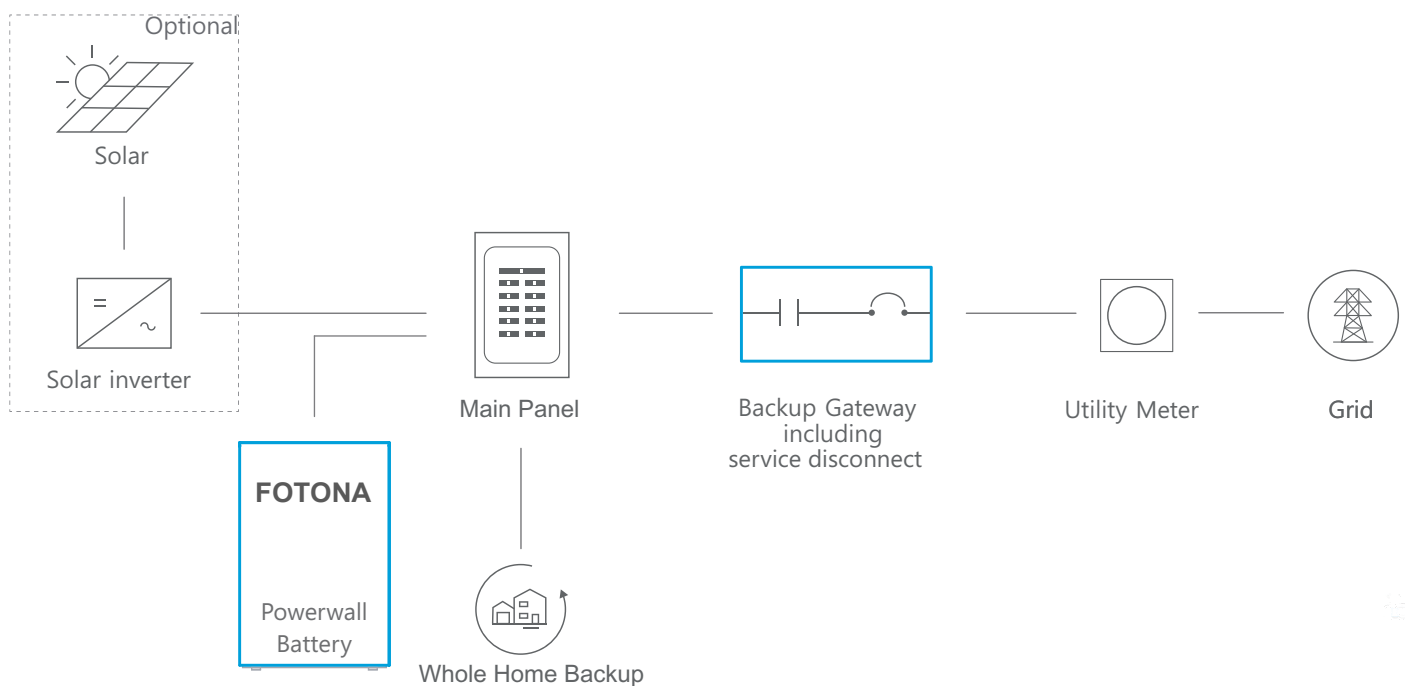 Optional
Solar
Solar inverter
Main Panel
Backup Gateway
including
service disconnect
Utility Meter
Grid
FOTONA
Powerwall
Battery
Whole Home Backup